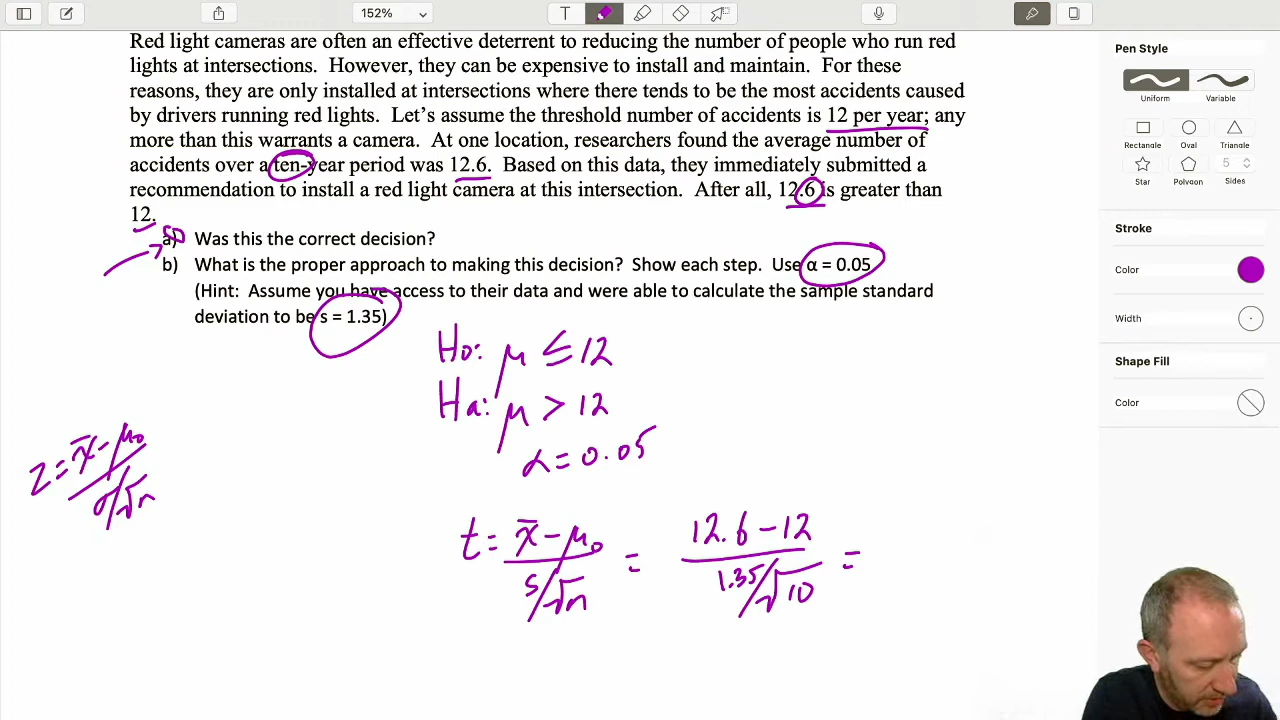 152%
T
Red light cameras are often an effective deterrent to reducing the number of people who run red
lights at intersections. However, they can be expensive to install and maintain. For these
reasons, they are only installed at intersections where there tends to be the most accidents caused
by drivers running red lights. Let's assume the threshold number of accidents is 12 per year; any
more than this warrants a camera. At one location, researchers found the average number of
accidents over a ten-year period was 12.6. Based on this data, they immediately submitted a
recommendation to install a red light camera at this intersection. After all, 12.6 is greater than
12.
a) Was this the correct decision?
b) What is the proper approach to making this decision? Show each step. Use α = 0.05
(Hint: Assume you have access to their data and were able to calculate the sample standard
deviation to be s = 1.35)
Ho: μ ≤ 12
Ha: μ > 12
α = 0.05
z = x̄ - μ₀
σ/√n
t = x̄ - μ₀ = 12.6 - 12 =
s/√n 1.35/√10
Pen Style
Uniform Variable
Rectangle Oval Triangle
5
Star Polygon Sides
Stroke
Color
Width
Shape Fill
Color